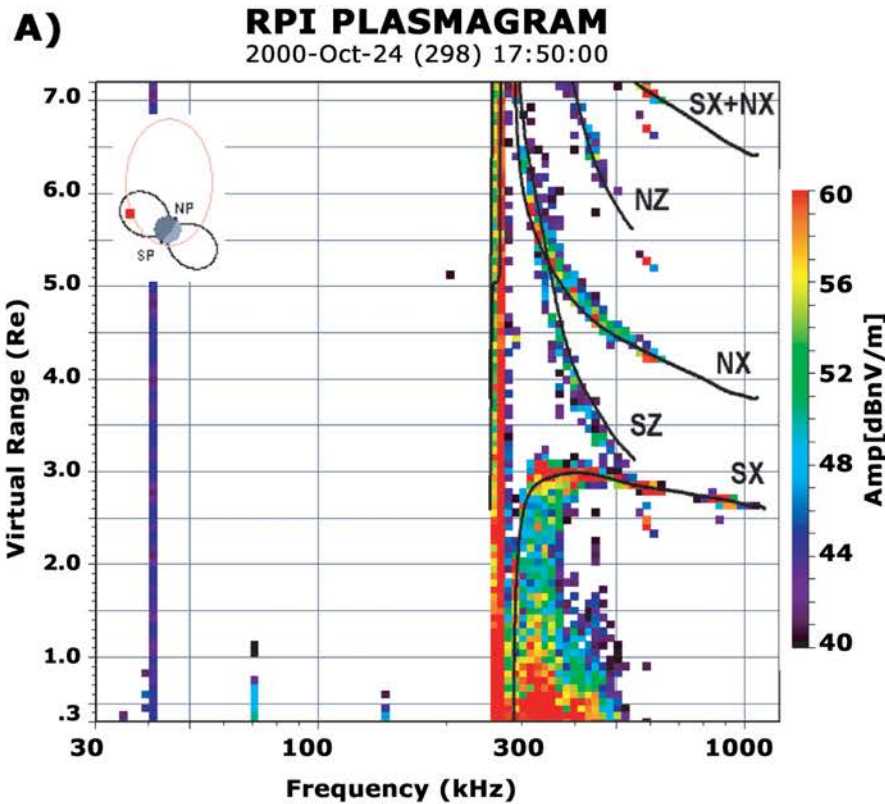 A)
RPI PLASMAGRAM
2000-Oct-24 (298) 17:50:00
Virtual Range (Re)
7.0
6.0
5.0
4.0
3.0
2.0
1.0
.3
NP
SP
SX+NX
NZ
NX
SZ
SX
30
100
300
1000
Frequency (kHz)
60
56
52
48
44
40
Amp[dBnV/m]